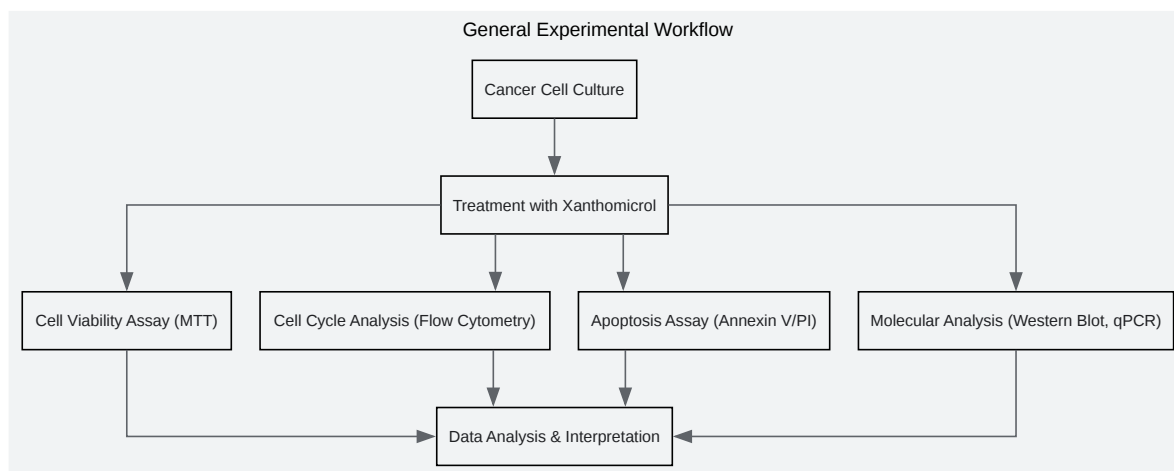 General Experimental Workflow
Cancer Cell Culture
Treatment with Xanthomicrol
Cell Viability Assay (MTT)
Cell Cycle Analysis (Flow Cytometry)
Apoptosis Assay (Annexin V/PI)
Molecular Analysis (Western Blot, qPCR)
Data Analysis & Interpretation